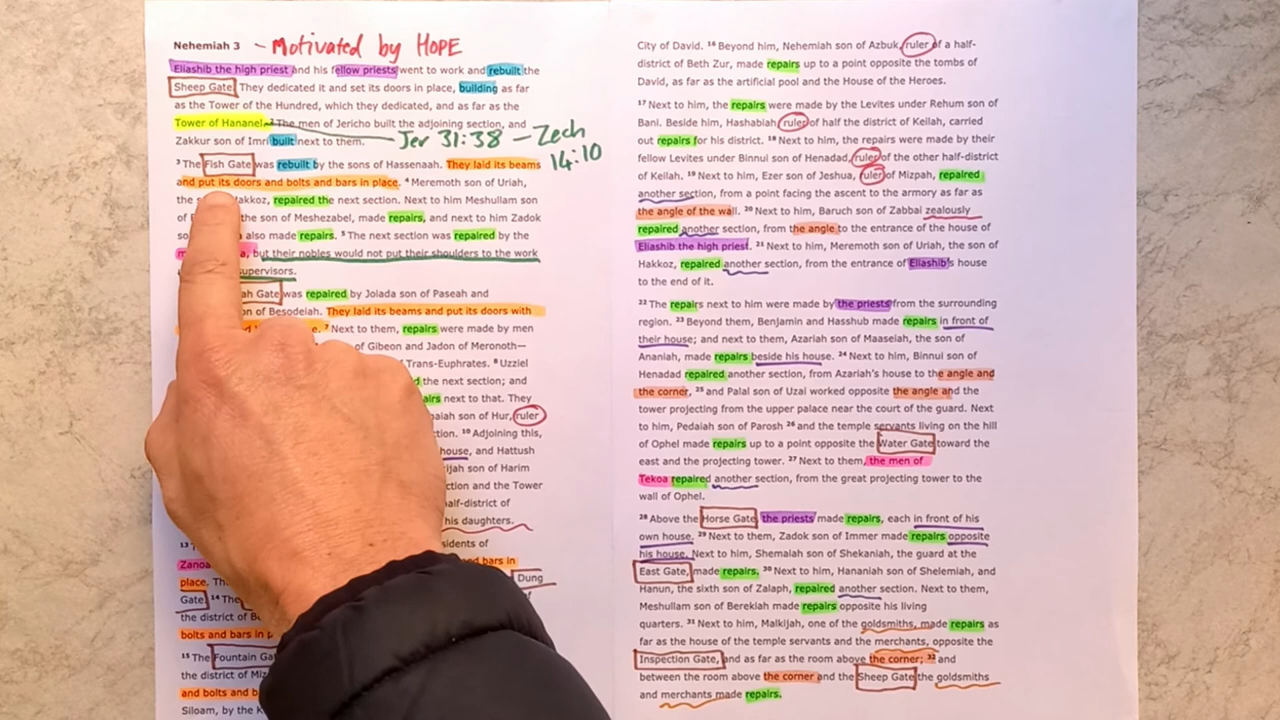 Nehemiah 3 - Motivated by HOPE
Eliashib the high priest and his fellow priests went to work and rebuilt the
Sheep Gate. They dedicated it and set its doors in place, building as far
as the Tower of the Hundred, which they dedicated, and as far as the
Tower of Hananel. 2 The men of Jericho built the adjoining section, and
Zakkur son of Imri built next to them.
Jer 31:38 - Zech
14:10
3 The Fish Gate was rebuilt by the sons of Hassenaah. They laid its beams
and put its doors and bolts and bars in place. 4 Meremoth son of Uriah,
the akkoz, repaired the next section. Next to him Meshullam son
of the son of Meshezabel, made repairs, and next to him Zadok
so also made repairs. 5 The next section was repaired by the
but their nobles would not put their shoulders to the work
supervisors.
ah Gate was repaired by Jolada son of Paseah and
on of Besodeiah. They laid its beams and put its doors with
7 Next to them, repairs were made by men
of Gibeon and Jadon of Meronoth—
Trans-Euphrates. 8 Uzziel
the next section; and
airs next to that. They
aiah son of Hur, ruler
tion. 10 Adjoining this,
house, and Hattush
ijah son of Harim
ction and the Tower
alf-district of
his daughters.
13 sidents of
Zanoa d bars in
place. Th Dung
Gate. 14 The
the district of Be
bolts and bars in p
15 The Fountain Ga
the district of Miz
and bolts and b
Siloam, by the K
City of David. 16 Beyond him, Nehemiah son of Azbuk, ruler of a half-
district of Beth Zur, made repairs up to a point opposite the tombs of
David, as far as the artificial pool and the House of the Heroes.
17 Next to him, the repairs were made by the Levites under Rehum son of
Bani. Beside him, Hashabiah ruler of half the district of Keilah, carried
out repairs for his district. 18 Next to him, the repairs were made by their
fellow Levites under Binnui son of Henadad, ruler of the other half-district
of Keilah. 19 Next to him, Ezer son of Jeshua, ruler of Mizpah, repaired
another section, from a point facing the ascent to the armory as far as
the angle of the wall. 20 Next to him, Baruch son of Zabbai zealously
repaired another section, from the angle to the entrance of the house of
Eliashib the high priest. 21 Next to him, Meremoth son of Uriah, the son of
Hakkoz, repaired another section, from the entrance of Eliashib's house
to the end of it.
22 The repairs next to him were made by the priests from the surrounding
region. 23 Beyond them, Benjamin and Hasshub made repairs in front of
their house; and next to them, Azariah son of Maaseiah, the son of
Ananiah, made repairs beside his house. 24 Next to him, Binnui son of
Henadad repaired another section, from Azariah's house to the angle and
the corner, 25 and Palal son of Uzai worked opposite the angle and the
tower projecting from the upper palace near the court of the guard. Next
to him, Pedaiah son of Parosh 26 and the temple servants living on the hill
of Ophel made repairs up to a point opposite the Water Gate toward the
east and the projecting tower. 27 Next to them, the men of
Tekoa repaired another section, from the great projecting tower to the
wall of Ophel.
28 Above the Horse Gate, the priests made repairs, each in front of his
own house. 29 Next to them, Zadok son of Immer made repairs opposite
his house. Next to him, Shemaiah son of Shekaniah, the guard at the
East Gate, made repairs. 30 Next to him, Hananiah son of Shelemiah, and
Hanun, the sixth son of Zalaph, repaired another section. Next to them,
Meshullam son of Berekiah made repairs opposite his living
quarters. 31 Next to him, Malkijah, one of the goldsmiths, made repairs as
far as the house of the temple servants and the merchants, opposite the
Inspection Gate, and as far as the room above the corner; 32 and
between the room above the corner and the Sheep Gate the goldsmiths
and merchants made repairs.